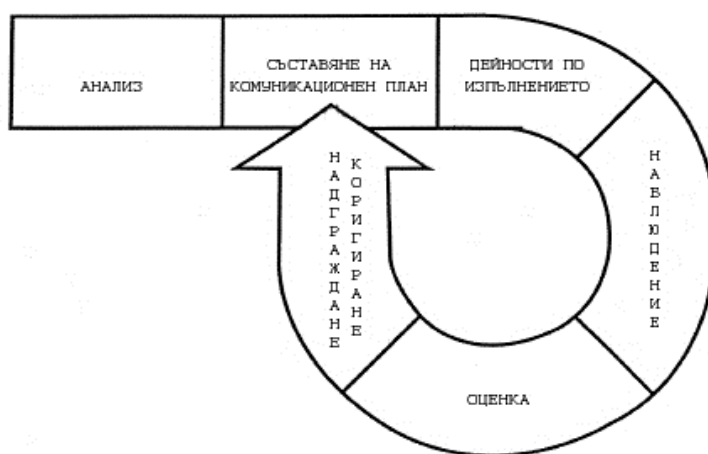 АНАЛИЗ
СЪСТАВЯНЕ НА
КОМУНИКАЦИОНЕН ПЛАН
ДЕЙНОСТИ ПО
ИЗПЪЛНЕНИЕТО
НАБЛЮДЕНИЕ
ОЦЕНКА
НАДГРАЖДАНЕ
КОРИГИРАНЕ